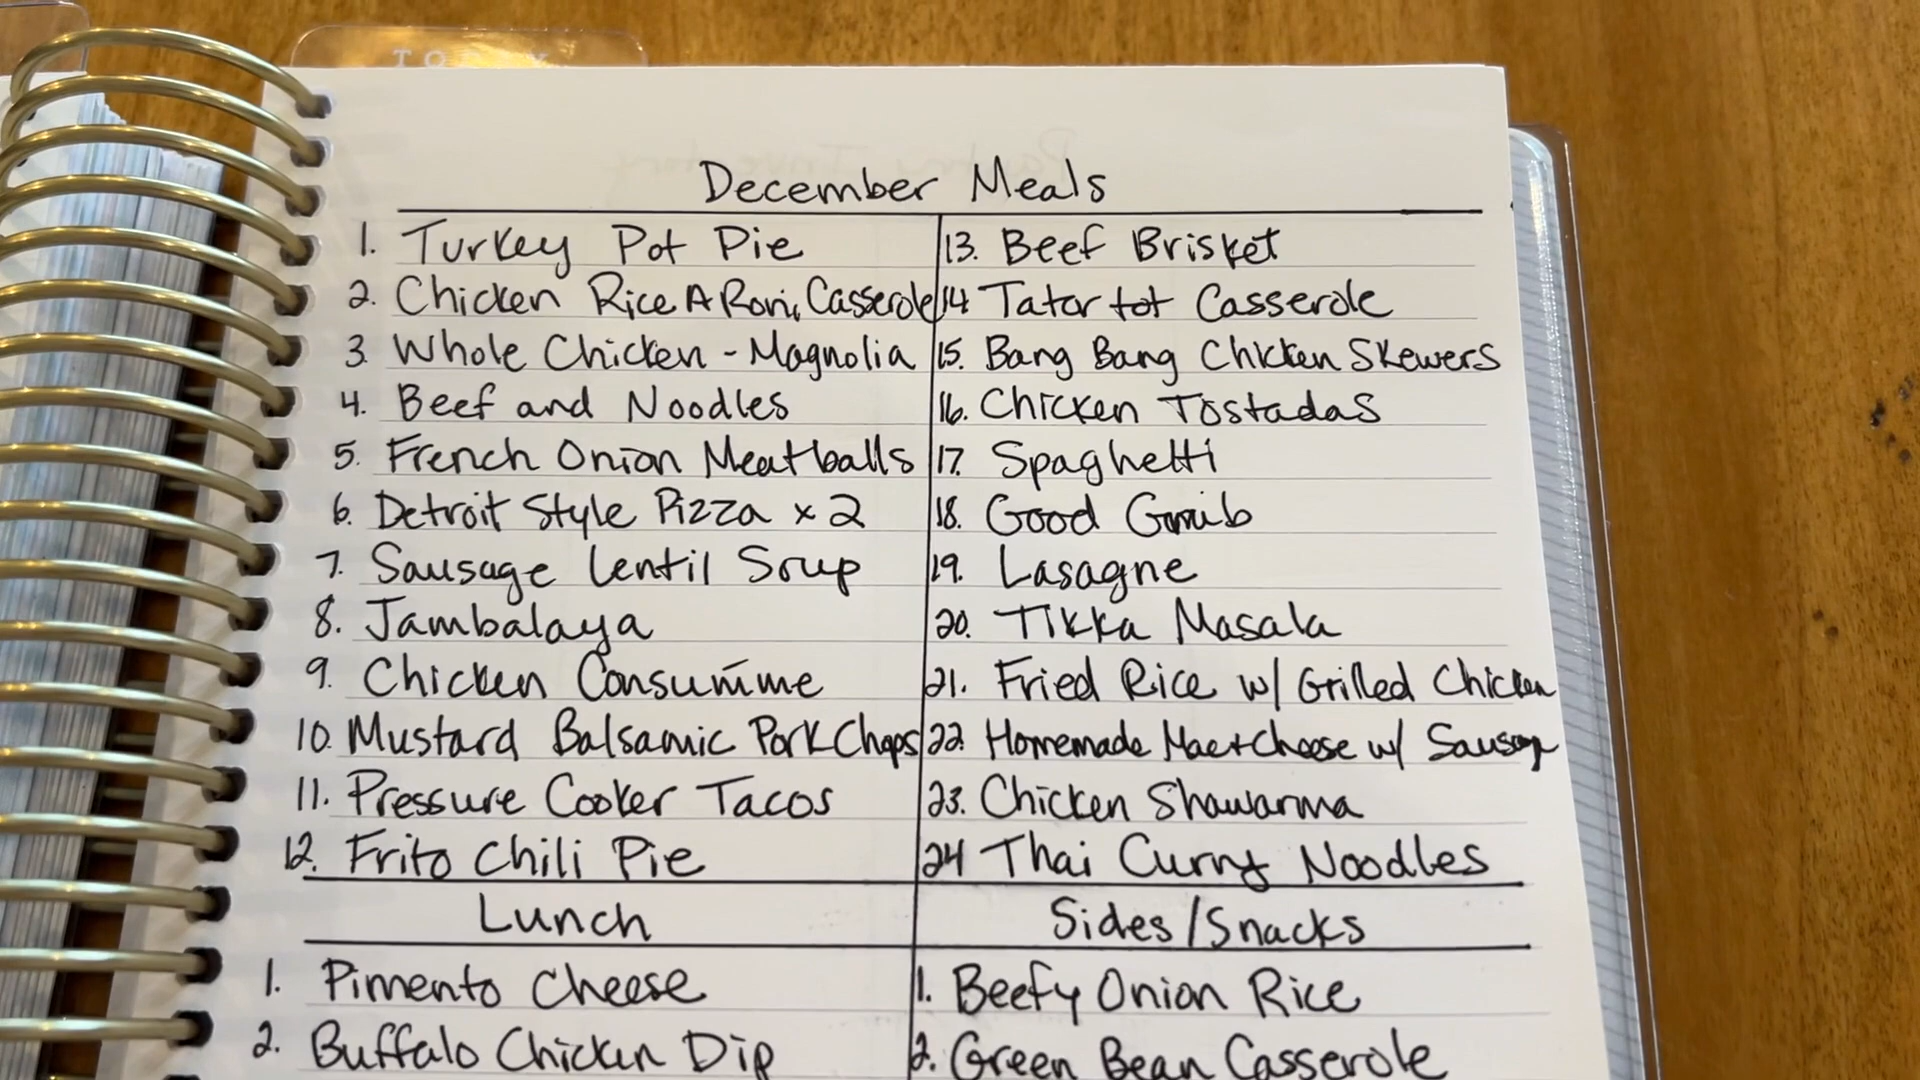 TODAY
December Meals
1. Turkey Pot Pie
2. Chicken Rice A Roni Casserole
3. Whole Chicken - Magnolia
4. Beef and Noodles
5. French Onion Meatballs
6. Detroit Style Pizza x 2
7. Sausage Lentil Soup
8. Jambalaya
9. Chicken Consumme
10. Mustard Balsamic Pork Chops
11. Pressure Cooker Tacos
12. Frito Chili Pie
13. Beef Brisket
14 Tator tot Casserole
15. Bang Bang Chicken Skewers
16. Chicken Tostadas
17. Spaghetti
18. Good Grub
19. Lasagne
20. Tikka Masala
21. Fried Rice w/ Grilled Chicken
22. Homemade Mac+Cheese w/ Sausage
23. Chicken Shawarma
24 Thai Curry Noodles
Lunch
1. Pimento Cheese
2. Buffalo Chicken Dip
Sides/Snacks
1. Beefy Onion Rice
2. Green Bean Casserole